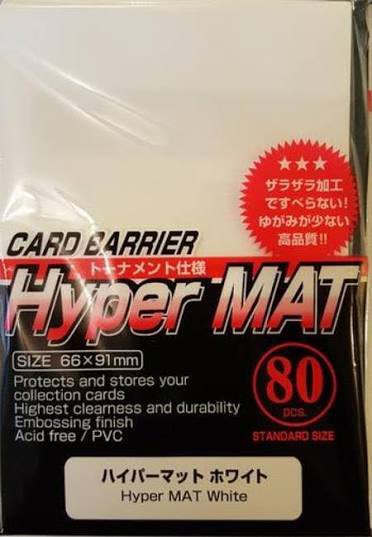 ★★★
ザラザラ加工
ですべらない!
ゆがみが少ない
高品質!!
CARD BARRIER
トーナメント仕様
Hyper MAT
SIZE 66×91mm
Protects and stores your
collection cards
Highest clearness and durability
Embossing finish
Acid free / PVC
80
pcs.
STANDARD SIZE
ハイパーマット ホワイト
Hyper MAT White